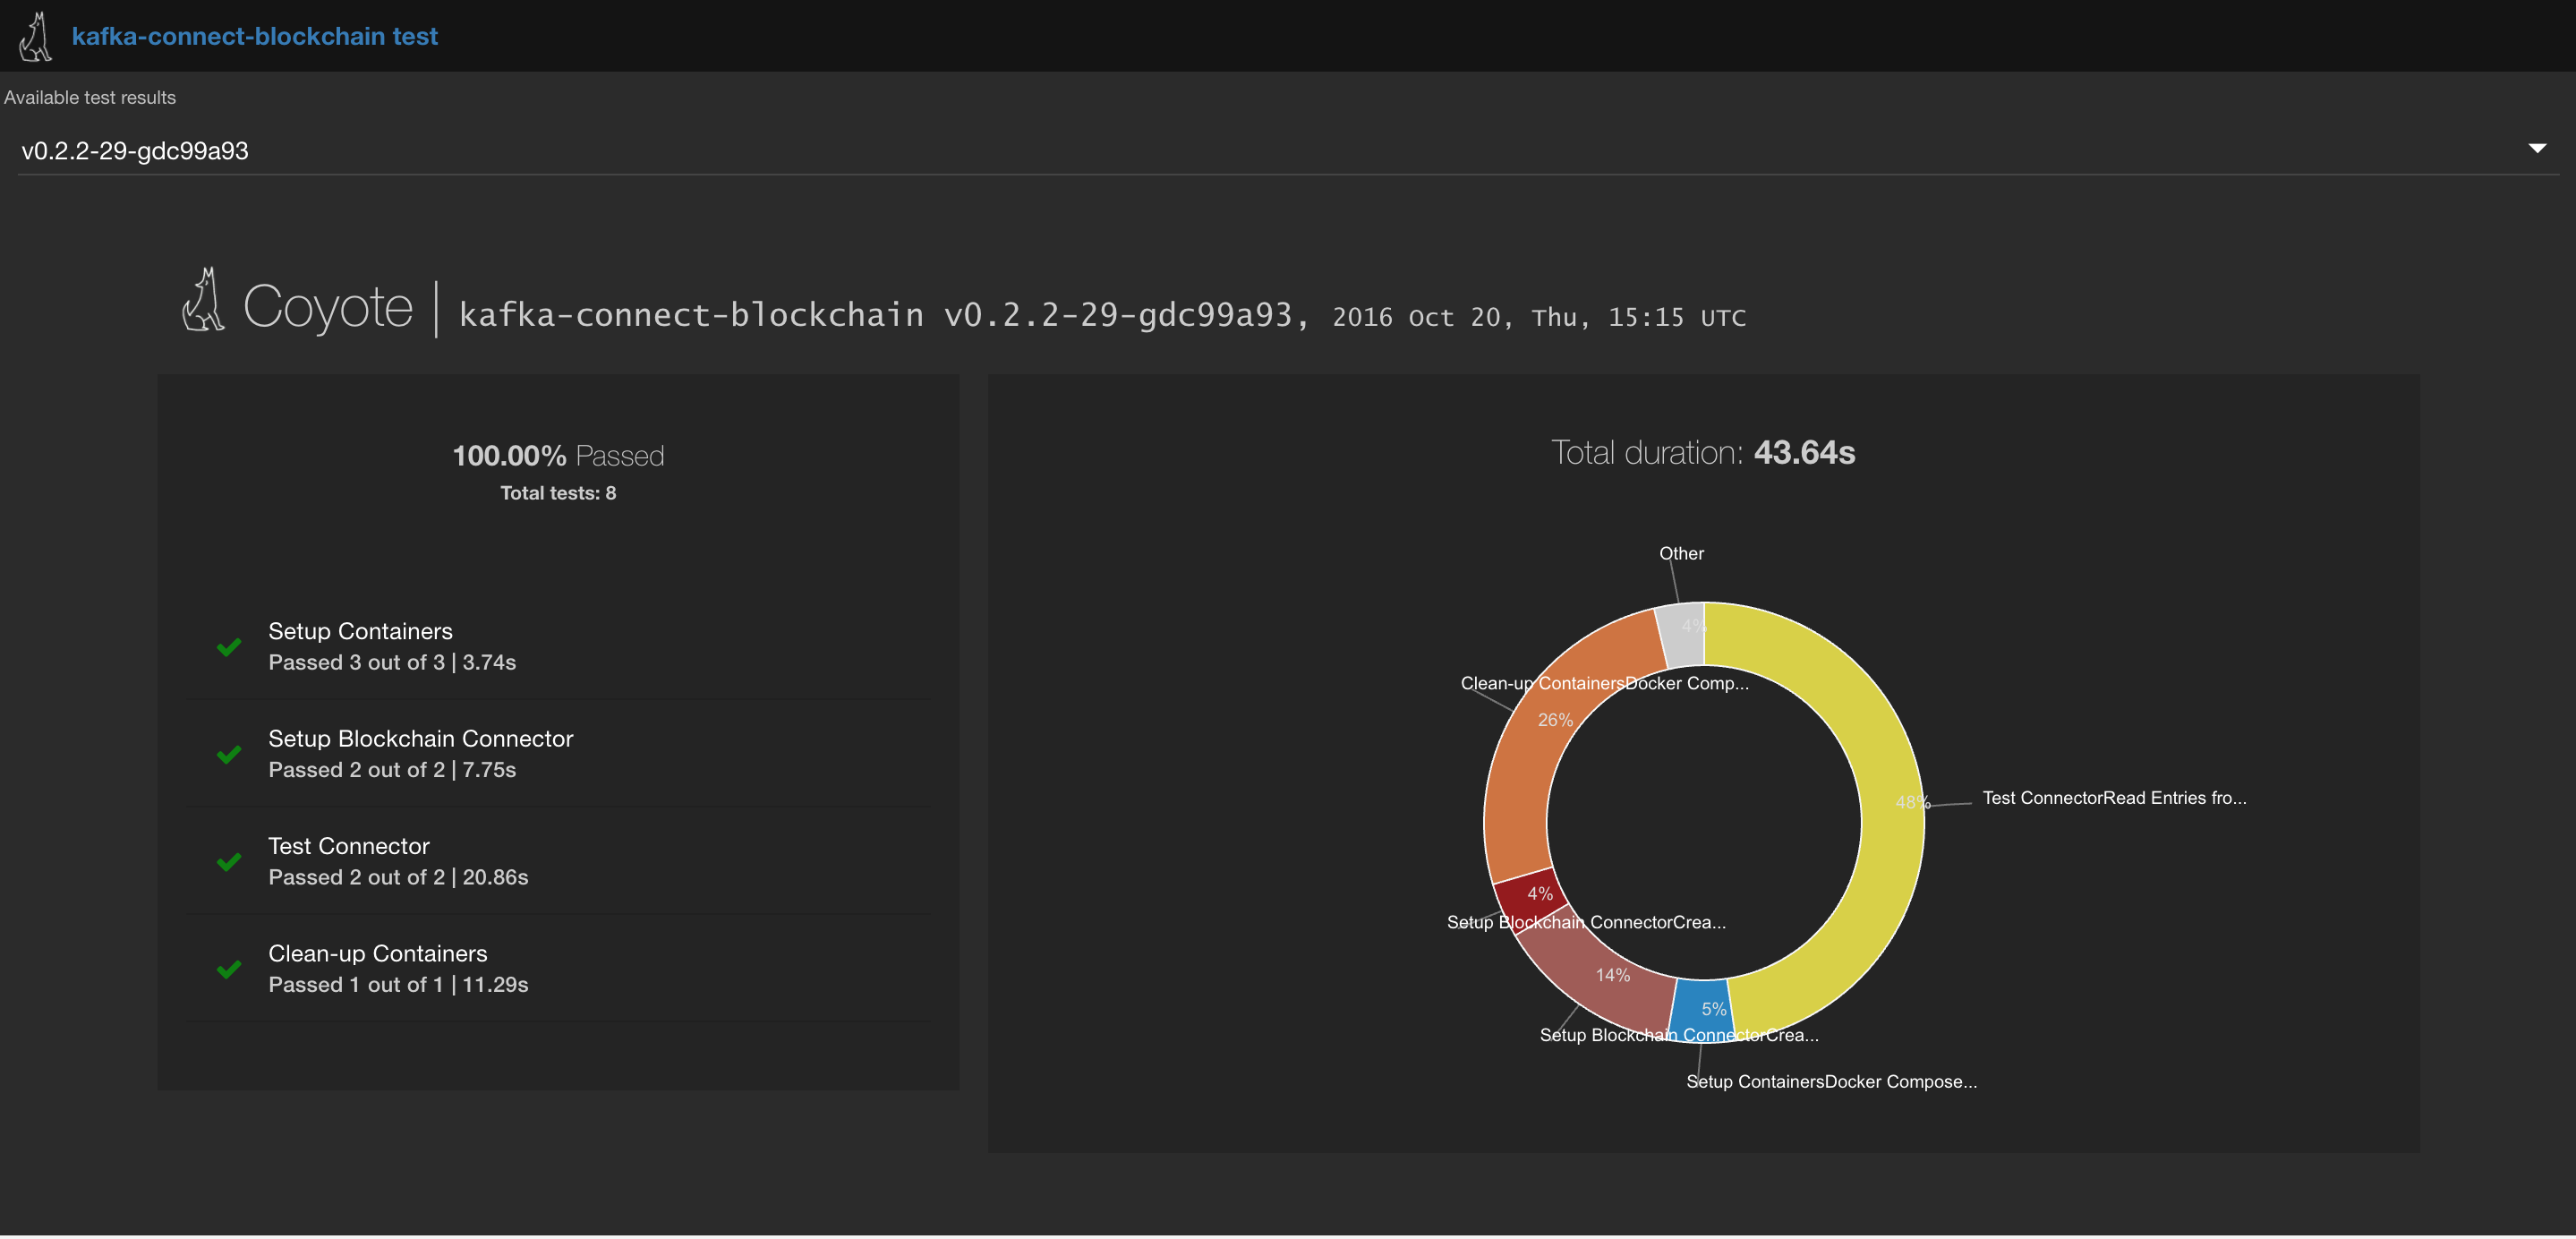 kafka-connect-blockchain test
Available test results
v0.2.2-29-gdc99a93
Coyote | kafka-connect-blockchain v0.2.2-29-gdc99a93, 2016 Oct 20, Thu, 15:15 UTC
100.00% Passed
Total tests: 8
Setup Containers
Passed 3 out of 3 | 3.74s
Setup Blockchain Connector
Passed 2 out of 2 | 7.75s
Test Connector
Passed 2 out of 2 | 20.86s
Clean-up Containers
Passed 1 out of 1 | 11.29s
Total duration: 43.64s
Other
4%
Clean-up ContainersDocker Comp...
26%
48%
Test ConnectorRead Entries fro...
4%
Setup Blockchain ConnectorCrea...
14%
5%
Setup Blockchain ConnectorCrea...
Setup ContainersDocker Compose...